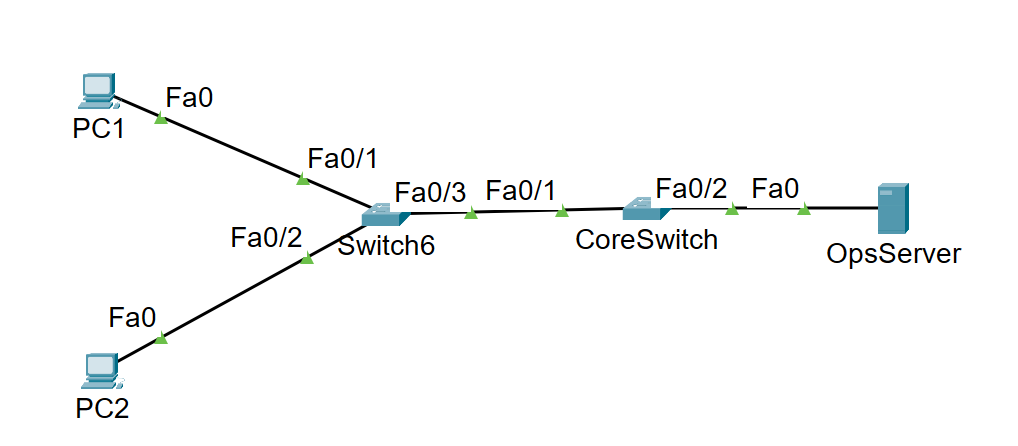 Fa0
PC1
Fa0/1
Fa0/3
Fa0/1
Fa0/2
Fa0
Fa0/2
Switch6
CoreSwitch
OpsServer
Fa0
PC2